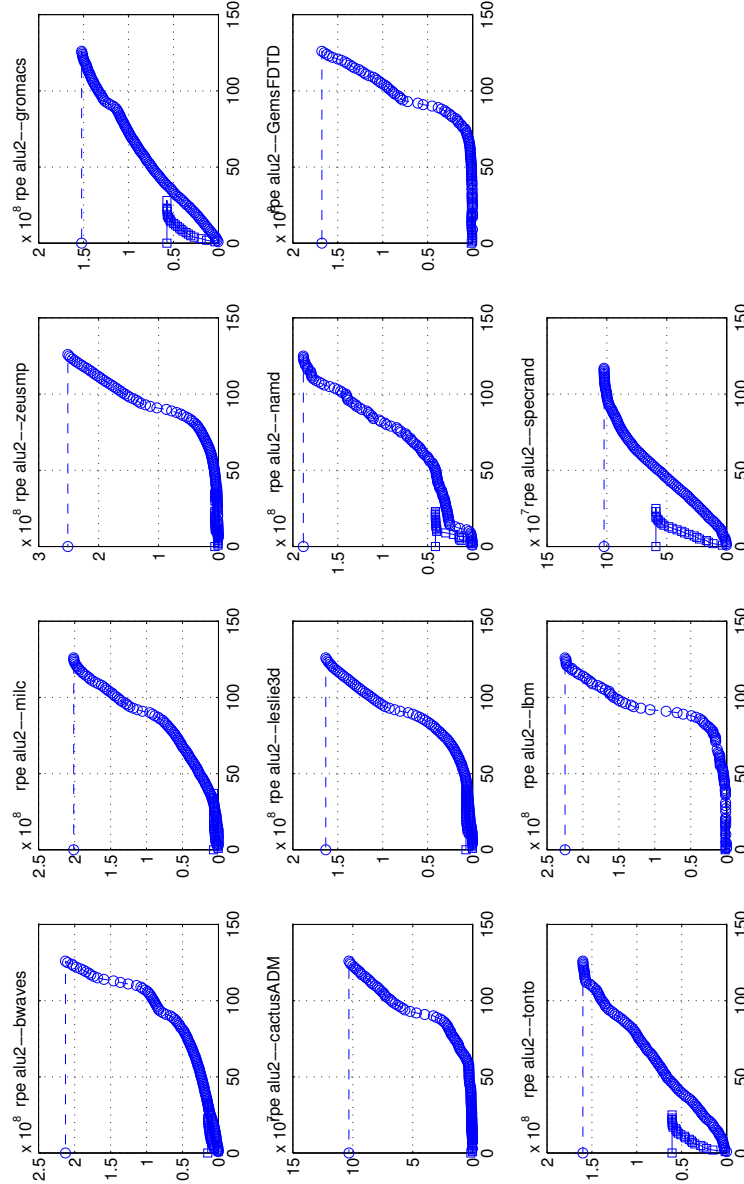 x 10^8 rpe alu2---bwaves
2.5
2
1.5
1
0.5
0
0 50 100 150
x 10^8 rpe alu2---milc
2.5
2
1.5
1
0.5
0
0 50 100 150
x 10^8 rpe alu2---zeusmp
3
2
1
0
0 50 100 150
x 10^8 rpe alu2---gromacs
2
1.5
1
0.5
0
0 50 100 150
x 10^7 rpe alu2---cactusADM
15
10
5
0
0 50 100 150
x 10^8 rpe alu2---leslie3d
2
1.5
1
0.5
0
0 50 100 150
x 10^8 rpe alu2---namd
2
1.5
1
0.5
0
0 50 100 150
x 10^8 rpe alu2---GemsFDTD
2
1.5
1
0.5
0
0 50 100 150
x 10^8 rpe alu2---tonto
2
1.5
1
0.5
0
0 50 100 150
x 10^8 rpe alu2---lbm
2.5
2
1.5
1
0.5
0
0 50 100 150
x 10^7 rpe alu2---specrand
15
10
5
0
0 50 100 150